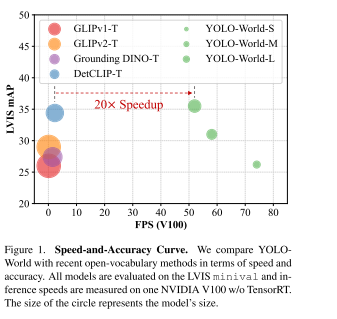 50
45
40
35
30
25
20
LVIS mAP
GLIPv1-T
GLIPv2-T
Grounding DINO-T
DetCLIP-T
YOLO-World-S
YOLO-World-M
YOLO-World-L
20× Speedup
0 10 20 30 40 50 60 70 80
FPS (V100)
Figure 1. Speed-and-Accuracy Curve. We compare YOLO-
World with recent open-vocabulary methods in terms of speed and
accuracy. All models are evaluated on the LVIS minival and in-
ference speeds are measured on one NVIDIA V100 w/o TensorRT.
The size of the circle represents the model's size.